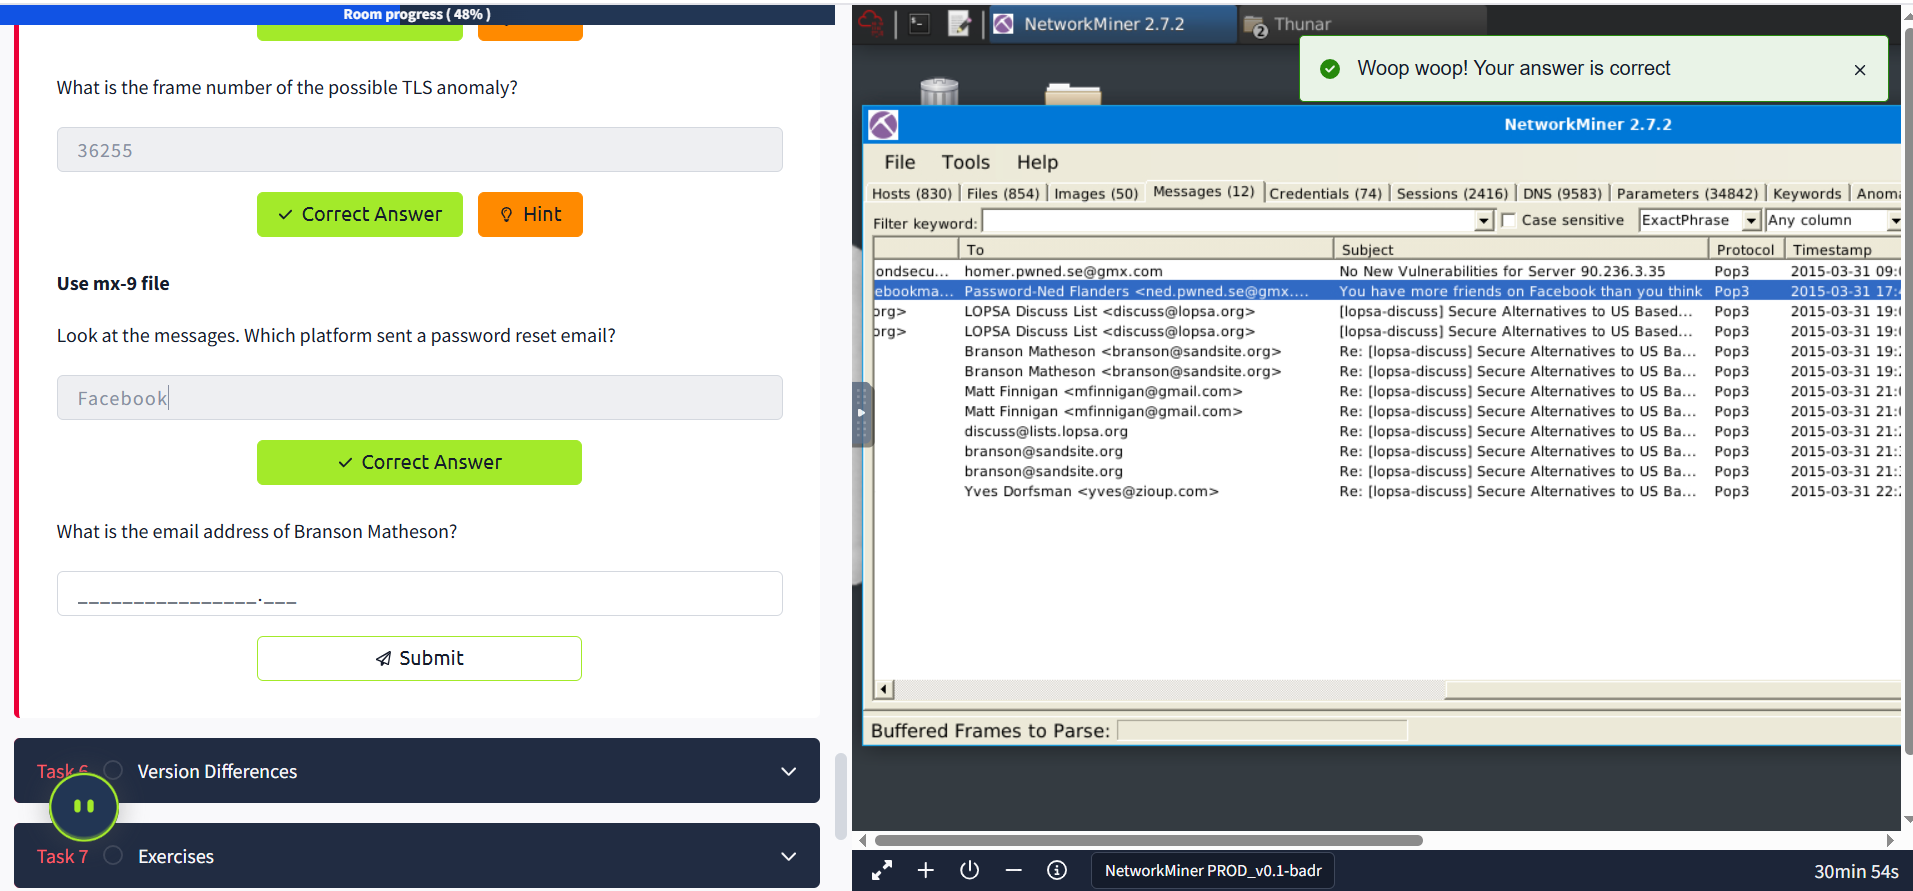 Room progress ( 48% )
What is the frame number of the possible TLS anomaly?
36255
Correct Answer
Hint
Use mx-9 file
Look at the messages. Which platform sent a password reset email?
Facebook
Correct Answer
What is the email address of Branson Matheson?
________________.___
Submit
Task 6 Version Differences
Task 7 Exercises
NetworkMiner 2.7.2
2 Thunar
Woop woop! Your answer is correct
NetworkMiner 2.7.2
File Tools Help
Hosts (830) Files (854) Images (50) Messages (12) Credentials (74) Sessions (2416) DNS (9583) Parameters (34842) Keywords Anoma
Filter keyword: Case sensitive ExactPhrase Any column
To Subject Protocol Timestamp
ondsecu... homer.pwned.se@gmx.com No New Vulnerabilities for Server 90.236.3.35 Pop3 2015-03-31 09:
ebookma... Password-Ned Flanders <ned.pwned.se@gmx.... You have more friends on Facebook than you think Pop3 2015-03-31 17:
org> LOPSA Discuss List <discuss@lopsa.org> [lopsa-discuss] Secure Alternatives to US Based... Pop3 2015-03-31 19:
org> LOPSA Discuss List <discuss@lopsa.org> [lopsa-discuss] Secure Alternatives to US Based... Pop3 2015-03-31 19:
Branson Matheson <branson@sandsite.org> Re: [lopsa-discuss] Secure Alternatives to US Ba... Pop3 2015-03-31 19:
Branson Matheson <branson@sandsite.org> Re: [lopsa-discuss] Secure Alternatives to US Ba... Pop3 2015-03-31 19:
Matt Finnigan <mfinnigan@gmail.com> Re: [lopsa-discuss] Secure Alternatives to US Ba... Pop3 2015-03-31 21:
Matt Finnigan <mfinnigan@gmail.com> Re: [lopsa-discuss] Secure Alternatives to US Ba... Pop3 2015-03-31 21:
discuss@lists.lopsa.org Re: [lopsa-discuss] Secure Alternatives to US Ba... Pop3 2015-03-31 21:
branson@sandsite.org Re: [lopsa-discuss] Secure Alternatives to US Ba... Pop3 2015-03-31 21:
branson@sandsite.org Re: [lopsa-discuss] Secure Alternatives to US Ba... Pop3 2015-03-31 21:
Yves Dorfsman <yves@zioup.com> Re: [lopsa-discuss] Secure Alternatives to US Ba... Pop3 2015-03-31 22:
Buffered Frames to Parse:
NetworkMiner PROD_v0.1-badr
30min 54s